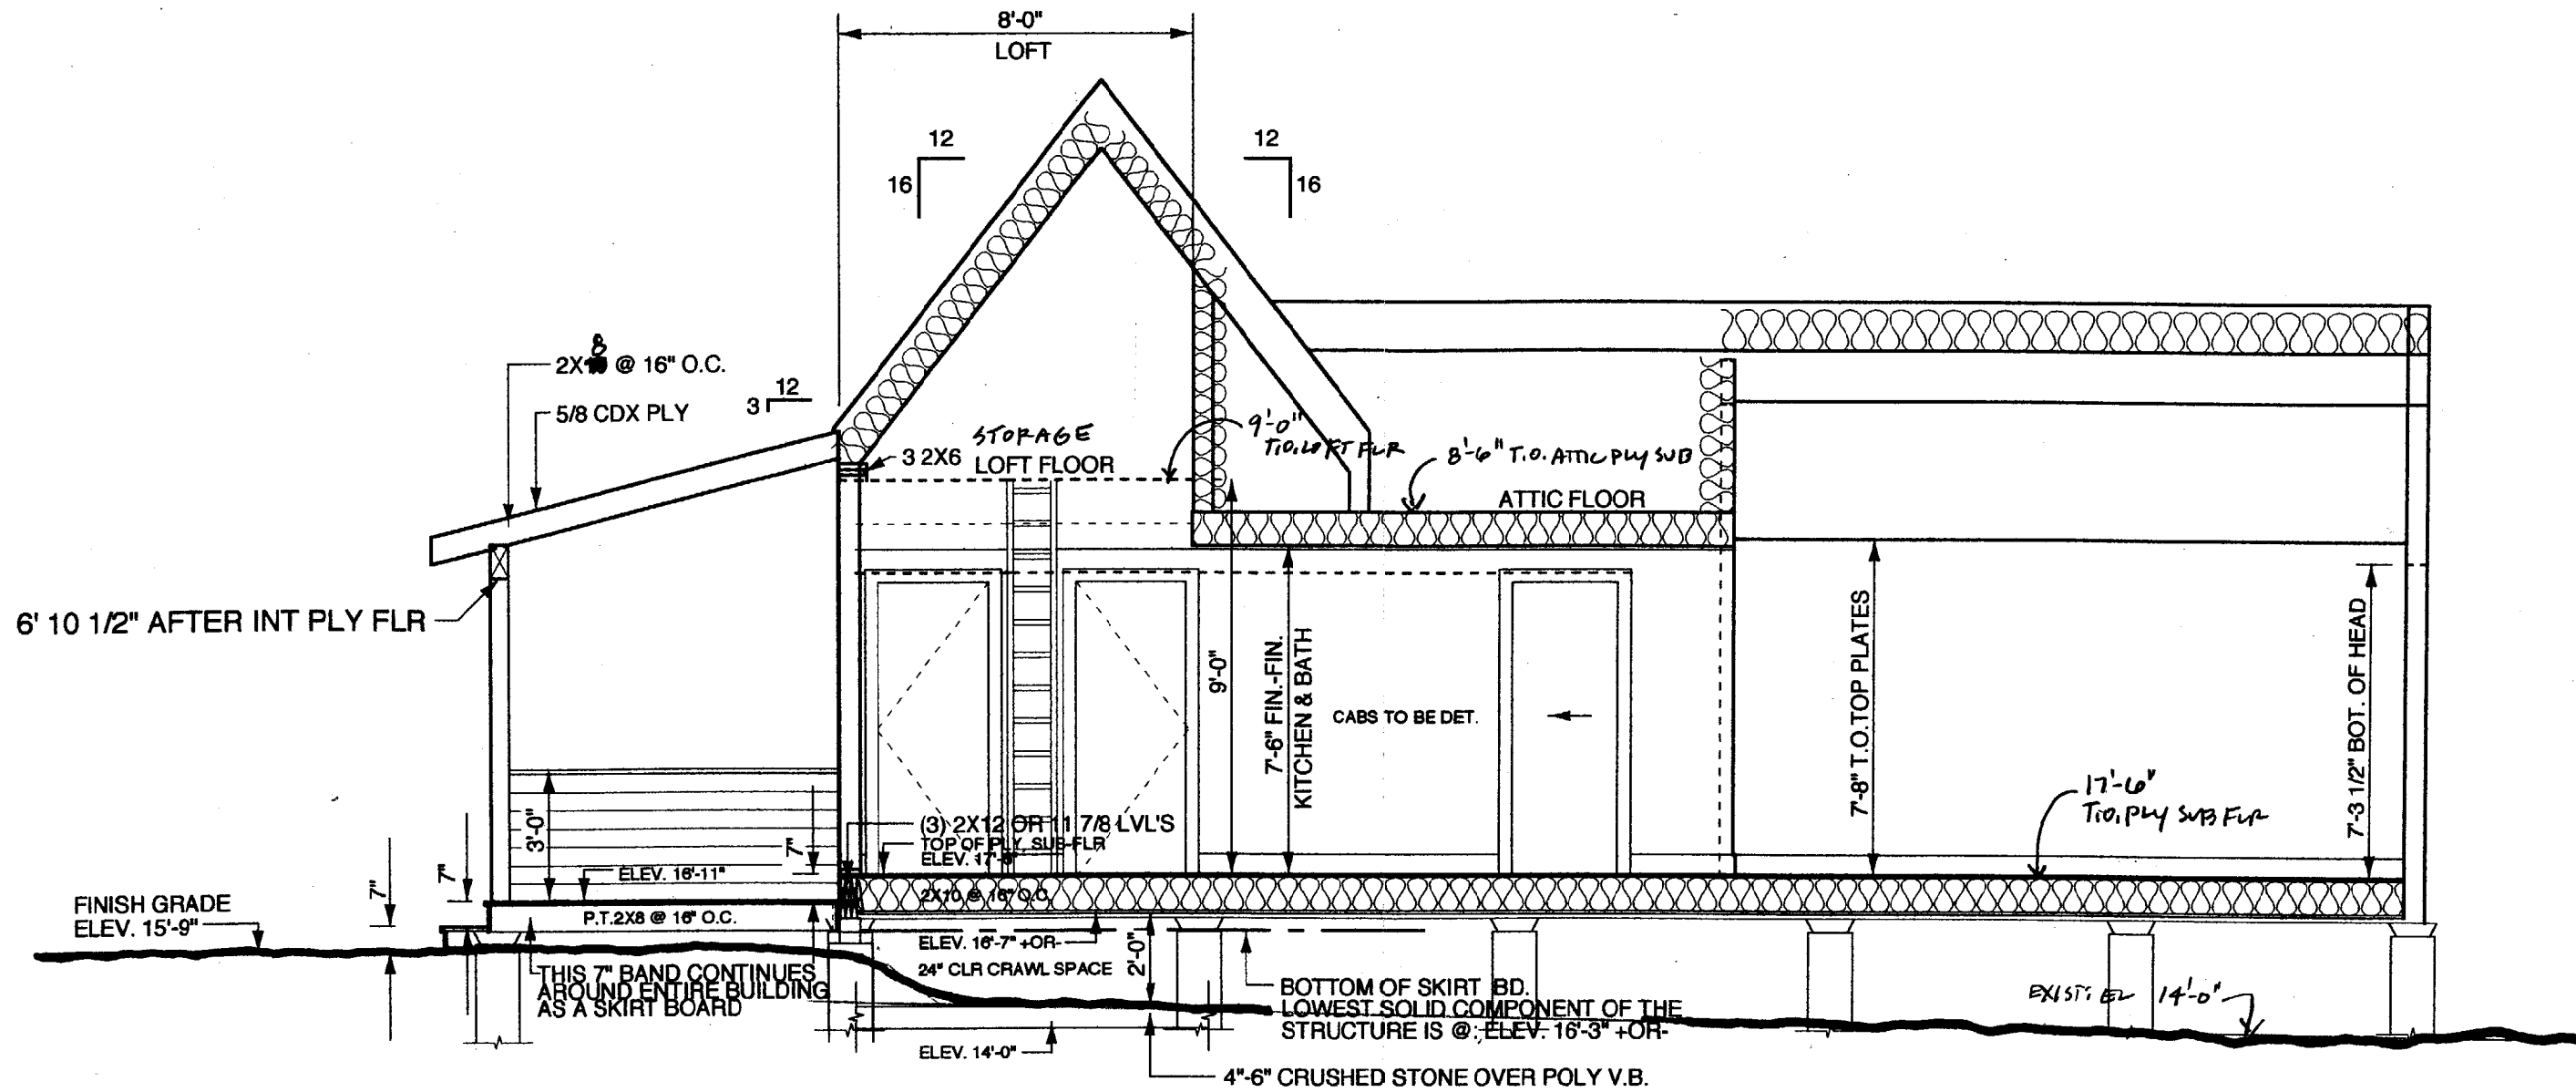 8'-0"
LOFT
12
16
12
16
8
2X @ 16" O.C.
5/8 CDX PLY
12
3
STORAGE
LOFT FLOOR
3 2X6
9'-0"
T.O. LOFT FLR
8'-6" T.O. ATTIC PLY SUB
ATTIC FLOOR
6' 10 1/2" AFTER INT PLY FLR
9'-0"
7'-6" FIN.-FIN.
KITCHEN & BATH
CABS TO BE DET.
7'-8" T.O.TOP PLATES
7'-3 1/2" BOT. OF HEAD
17'-6"
T.O. PLY SUB FLR
3'-0"
7"
(3) 2X12 OR 11 7/8 LVL'S
TOP OF PLY, SUB-FLR
ELEV. 17'-6"
7"
7"
ELEV. 16'-11"
2X10 @ 16" O.C.
FINISH GRADE
ELEV. 15'-9"
P.T.2X8 @ 16" O.C.
ELEV. 16'-7" +OR-
24" CLR CRAWL SPACE
2'-0"
THIS 7" BAND CONTINUES
AROUND ENTIRE BUILDING
AS A SKIRT BOARD
BOTTOM OF SKIRT BD.
LOWEST SOLID COMPONENT OF THE
STRUCTURE IS @: ELEV. 16'-3" +OR-
EXIST: EL 14'-0"
ELEV. 14'-0"
4"-6" CRUSHED STONE OVER POLY V.B.